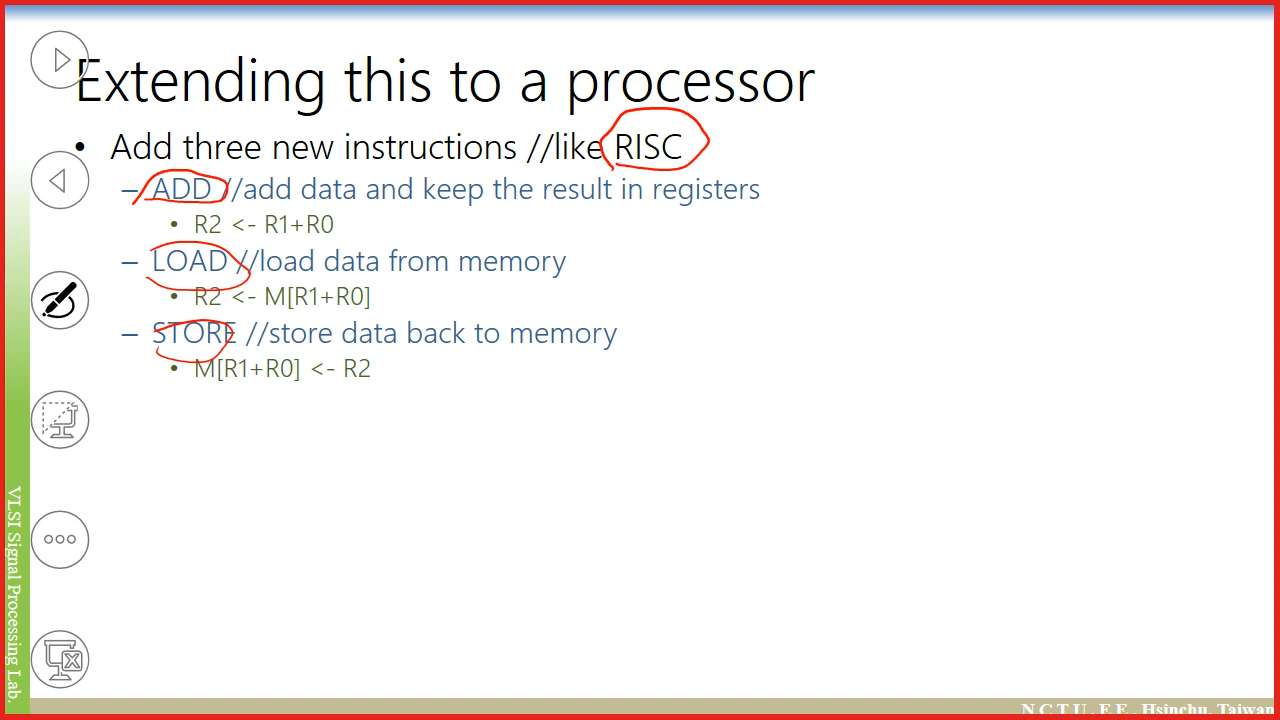 Extending this to a processor
• Add three new instructions //like RISC
– ADD //add data and keep the result in registers
• R2 <- R1+R0
– LOAD //load data from memory
• R2 <- M[R1+R0]
– STORE //store data back to memory
• M[R1+R0] <- R2
VLSI Signal Processing Lab.
N C T U . E E . Hsinchu, Taiwan